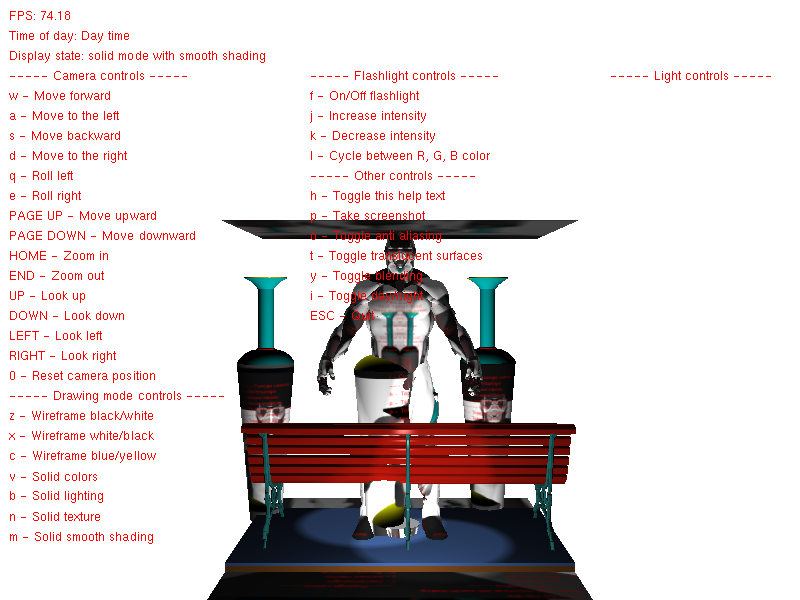 FPS: 74.18
Time of day: Day time
Display state: solid mode with smooth shading
----- Camera controls -----
w - Move forward
a - Move to the left
s - Move backward
d - Move to the right
q - Roll left
e - Roll right
PAGE UP - Move upward
PAGE DOWN - Move downward
HOME - Zoom in
END - Zoom out
UP - Look up
DOWN - Look down
LEFT - Look left
RIGHT - Look right
0 - Reset camera position
----- Drawing mode controls -----
z - Wireframe black/white
x - Wireframe white/black
c - Wireframe blue/yellow
v - Solid colors
b - Solid lighting
n - Solid texture
m - Solid smooth shading
----- Flashlight controls -----
f - On/Off flashlight
j - Increase intensity
k - Decrease intensity
l - Cycle between R, G, B color
----- Other controls -----
h - Toggle this help text
p - Take screenshot
- Toggle anti aliasing
t - Toggle translucent surfaces
y - Toggle blending
i - Toggle
ESC - Quit
----- Light controls -----